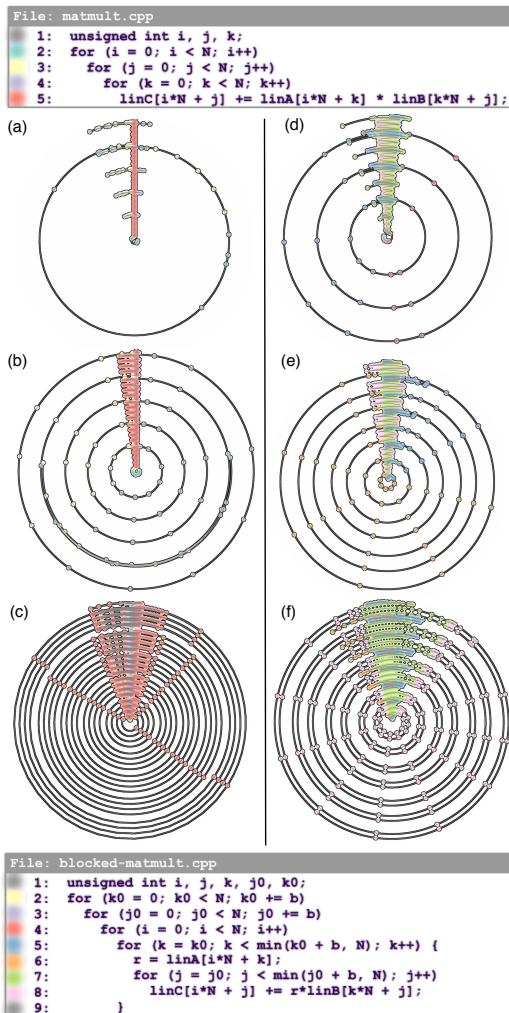 File: matmult.cpp
1: unsigned int i, j, k;
2: for (i = 0; i < N; i++)
3: for (j = 0; j < N; j++)
4: for (k = 0; k < N; k++)
5: linC[i*N + j] += linA[i*N + k] * linB[k*N + j];
(a)
(d)
(b)
(e)
(c)
(f)
File: blocked-matmult.cpp
1: unsigned int i, j, k, j0, k0;
2: for (k0 = 0; k0 < N; k0 += b)
3: for (j0 = 0; j0 < N; j0 += b)
4: for (i = 0; i < N; i++)
5: for (k = k0; k < min(k0 + b, N); k++) {
6: r = linA[i*N + k];
7: for (j = j0; j < min(j0 + b, N); j++)
8: linC[i*N + j] += r*linB[k*N + j];
9: }